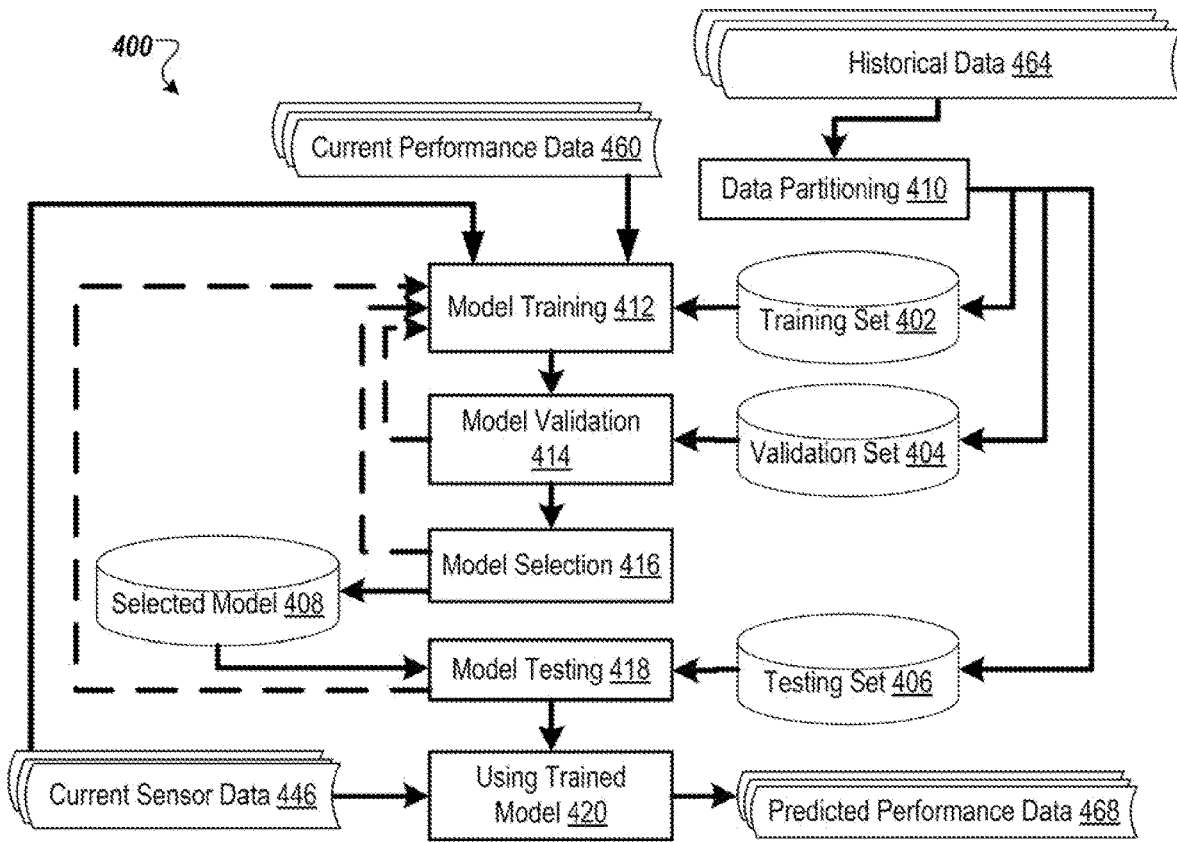 400
Historical Data 464
Current Performance Data 460
Data Partitioning 410
Model Training 412
Training Set 402
Model Validation
414
Validation Set 404
Model Selection 416
Selected Model 408
Model Testing 418
Testing Set 406
Current Sensor Data 446
Using Trained
Model 420
Predicted Performance Data 468